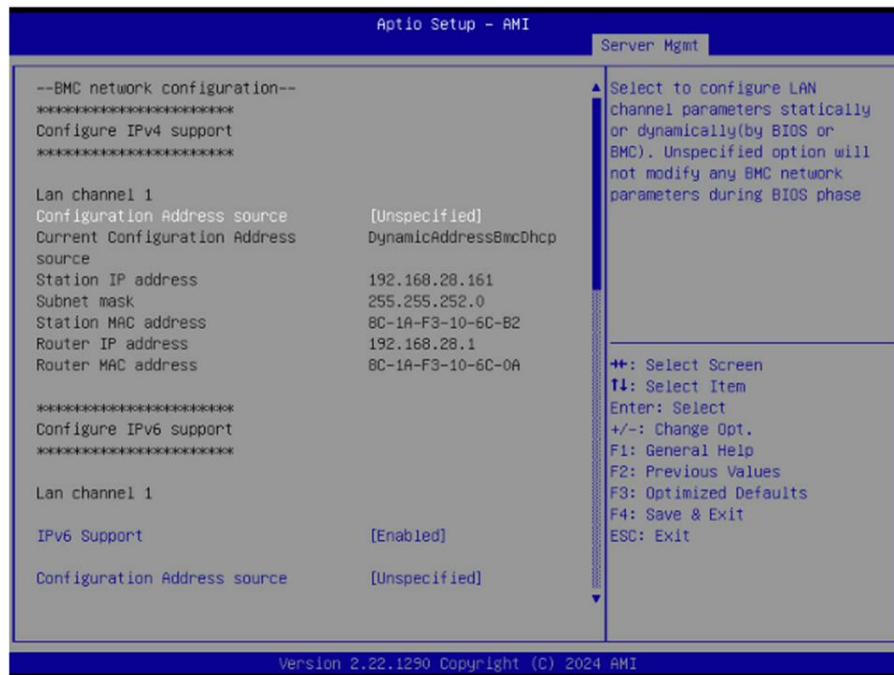 Aptio Setup - AMI
Server Mgmt
--BMC network configuration--
***********************
Configure IPv4 support
***********************
Lan channel 1
Configuration Address source [Unspecified]
Current Configuration Address source DynamicAddressBmcDhcp
Station IP address 192.168.28.161
Subnet mask 255.255.252.0
Station MAC address 8C-1A-F3-10-6C-B2
Router IP address 192.168.28.1
Router MAC address 8C-1A-F3-10-6C-0A
***********************
Configure IPv6 support
***********************
Lan channel 1
IPv6 Support [Enabled]
Configuration Address source [Unspecified]
Select to configure LAN
channel parameters statically
or dynamically(by BIOS or
BMC). Unspecified option will
not modify any BMC network
parameters during BIOS phase
→←: Select Screen
↑↓: Select Item
Enter: Select
+/-: Change Opt.
F1: General Help
F2: Previous Values
F3: Optimized Defaults
F4: Save & Exit
ESC: Exit
Version 2.22.1290 Copyright (C) 2024 AMI